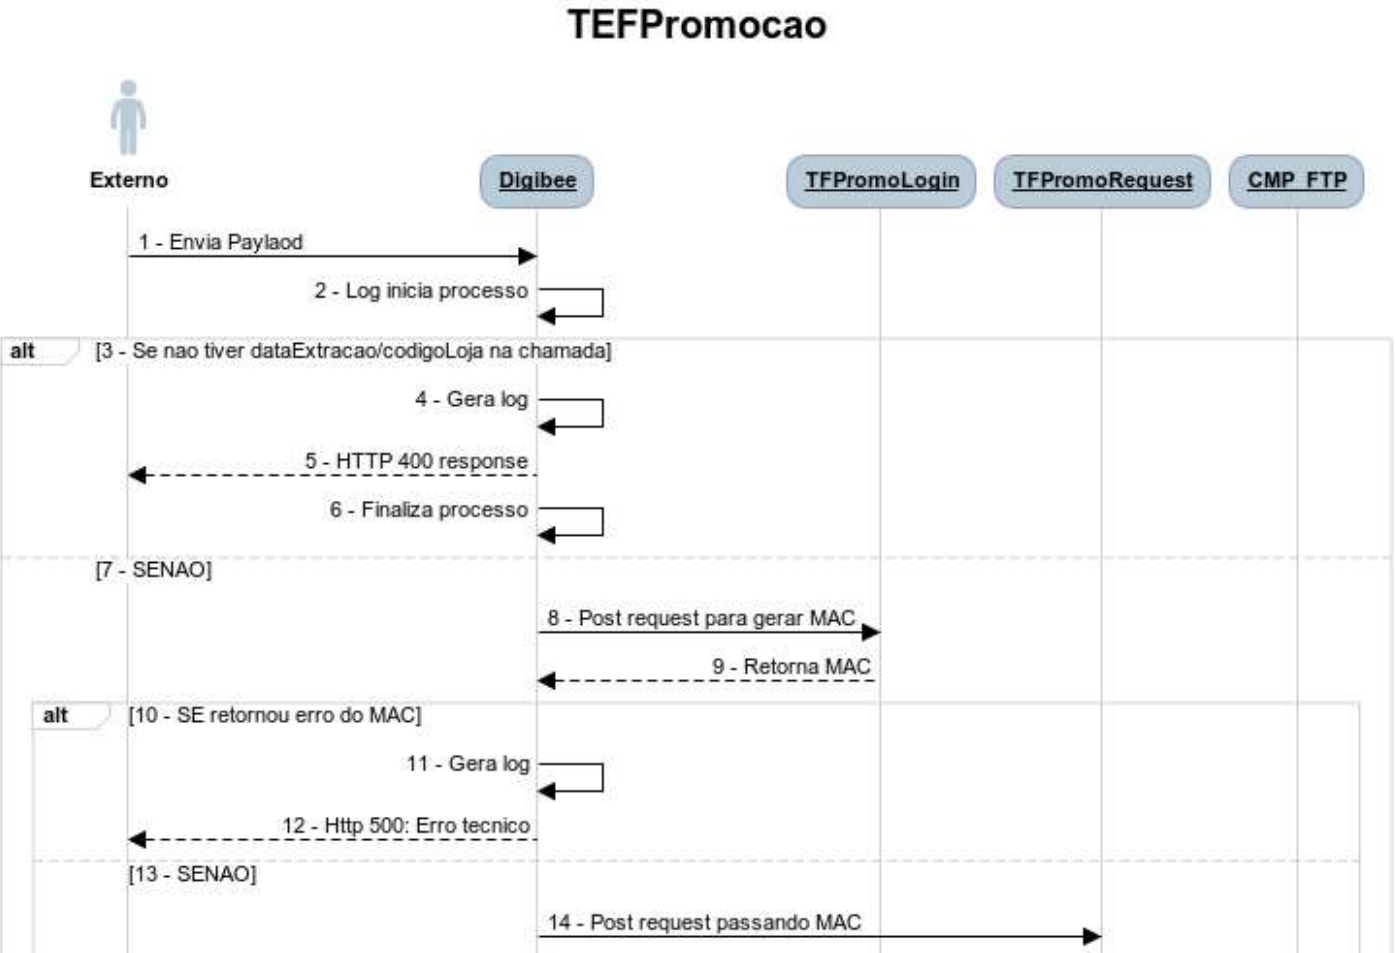 TEFPromocao
Externo
Digibee
TFPromoLogin
TFPromoRequest
CMP_FTP
1 - Envia Paylaod
2 - Log inicia processo
alt
[3 - Se nao tiver dataExtracao/codigoLoja na chamada]
4 - Gera log
5 - HTTP 400 response
6 - Finaliza processo
[7 - SENAO]
8 - Post request para gerar MAC
9 - Retorna MAC
alt
[10 - SE retornou erro do MAC]
11 - Gera log
12 - Http 500: Erro tecnico
[13 - SENAO]
14 - Post request passando MAC